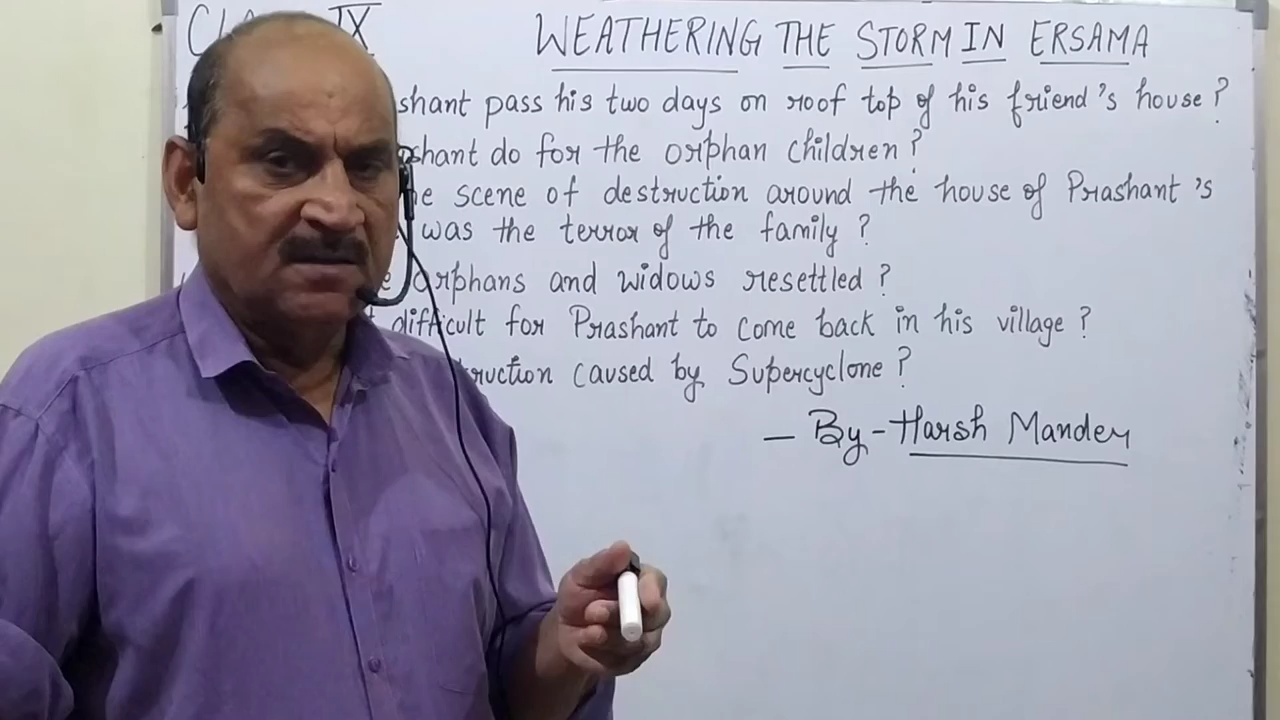 CLA IX
WEATHERING THE STORM IN ERSAMA
shant pass his two days on roof top of his friend's house ?
shant do for the orphan children ?
he scene of destruction around the house of Prashant's
was the terror of the family ?
e orphans and widows resettled ?
t difficult for Prashant to come back in his village ?
truction caused by Supercyclone ?
— By - Harsh Mander